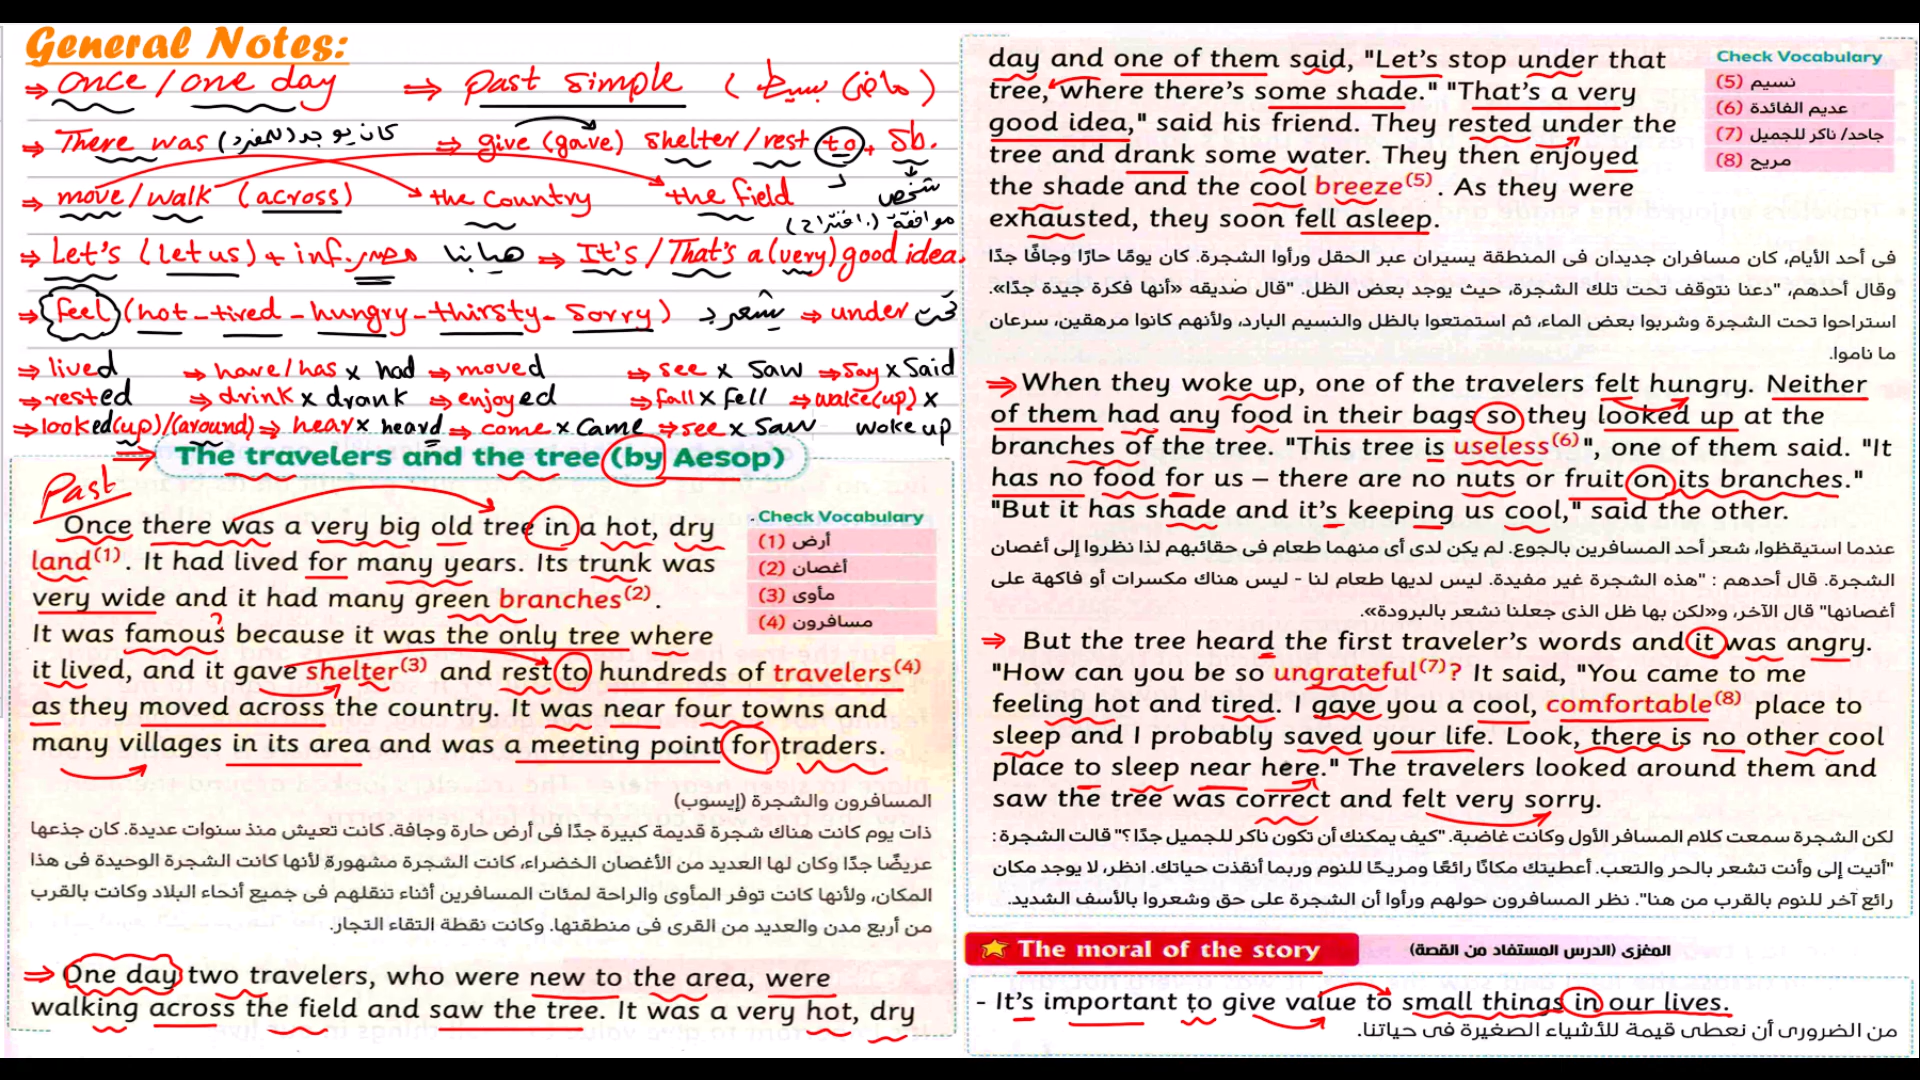 General Notes:
⇒ once / one day ⇒ past simple (ماضى بسيط)
⇒ There was (كان يوجد (للمفرد ⇒ give (gave) shelter / rest to + sb.
شخص
⇒ move / walk (across) the country the field
موافقة (اقتراح)
⇒ Let's (Let us) + inf. مصدر هيا بنا ⇒ It's / That's a (very) good idea.
⇒ feel (hot - tired - hungry - thirsty - sorry) يشعر بـ ⇒ under تحت
⇒ lived ⇒ have / has x had ⇒ moved ⇒ see x saw ⇒ say x said
⇒ rested ⇒ drink x drank ⇒ enjoyed ⇒ fall x fell ⇒ wake (up) x
⇒ looked (up) / (around) ⇒ hear x heard ⇒ come x came ⇒ see x saw woke up
⇒ The travelers and the tree (by Aesop)
Past
Once there was a very big old tree in a hot, dry
land(1). It had lived for many years. Its trunk was
very wide and it had many green branches(2).
It was famous because it was the only tree where
it lived, and it gave shelter(3) and rest to hundreds of travelers(4)
as they moved across the country. It was near four towns and
many villages in its area and was a meeting point for traders.
Check Vocabulary
(1) أرض
(2) أغصان
(3) مأوى
(4) مسافرون
المسافرون والشجرة (إيسوب)
ذات يوم كانت هناك شجرة قديمة كبيرة جدًا فى أرض حارة وجافة. كانت تعيش منذ سنوات عديدة. كان جذعها
عريضًا جدًا وكان لها العديد من الأغصان الخضراء، كانت الشجرة مشهورة لأنها كانت الشجرة الوحيدة فى هذا
المكان، ولأنها كانت توفر المأوى والراحة لمئات المسافرين أثناء تنقلهم فى جميع أنحاء البلاد وكانت بالقرب
من أربع مدن والعديد من القرى فى منطقتها. وكانت نقطة التقاء التجار.
⇒ One day two travelers, who were new to the area, were
walking across the field and saw the tree. It was a very hot, dry
day and one of them said, "Let's stop under that
tree, where there's some shade." "That's a very
good idea," said his friend. They rested under the
tree and drank some water. They then enjoyed
the shade and the cool breeze(5). As they were
exhausted, they soon fell asleep.
Check Vocabulary
(5) نسيم
(6) عديم الفائدة
(7) جاحد/ ناكر للجميل
(8) مريح
فى أحد الأيام، كان مسافران جديدان فى المنطقة يسيران عبر الحقل ورأوا الشجرة. كان يومًا حارًا وجافًا جدًا
وقال أحدهم، "دعنا نتوقف تحت تلك الشجرة، حيث يوجد بعض الظل. "قال صديقه «أنها فكرة جيدة جدًا».
استراحوا تحت الشجرة وشربوا بعض الماء، ثم استمتعوا بالظل والنسيم البارد، ولأنهم كانوا مرهقين، سرعان
ما ناموا.
⇒ When they woke up, one of the travelers felt hungry. Neither
of them had any food in their bags so they looked up at the
branches of the tree. "This tree is useless(6)", one of them said. "It
has no food for us – there are no nuts or fruit on its branches."
"But it has shade and it's keeping us cool," said the other.
عندما استيقظوا، شعر أحد المسافرين بالجوع. لم يكن لدى أى منهما طعام فى حقائبهم لذا نظروا إلى أغصان
الشجرة. قال أحدهم : "هذه الشجرة غير مفيدة. ليس لديها طعام لنا - ليس هناك مكسرات أو فاكهة على
أغصانها" قال الآخر، و«لكن بها ظل الذى جعلنا نشعر بالبرودة».
⇒ But the tree heard the first traveler's words and it was angry.
"How can you be so ungrateful(7)? It said, "You came to me
feeling hot and tired. I gave you a cool, comfortable(8) place to
sleep and I probably saved your life. Look, there is no other cool
place to sleep near here." The travelers looked around them and
saw the tree was correct and felt very sorry.
لكن الشجرة سمعت كلام المسافر الأول وكانت غاضبة. "كيف يمكنك أن تكون ناكر للجميل جدًا؟" قالت الشجرة :
"أتيت إلى وأنت تشعر بالحر والتعب. أعطيتك مكانًا رائعًا ومريحًا للنوم وربما أنقذت حياتك. انظر، لا يوجد مكان
رائع آخر للنوم بالقرب من هنا". نظر المسافرون حولهم ورأوا أن الشجرة على حق وشعروا بالأسف الشديد.
The moral of the story المغزى (الدرس المستفاد من القصة)
- It's important to give value to small things in our lives.
من الضرورى أن نعطى قيمة للأشياء الصغيرة فى حياتنا.